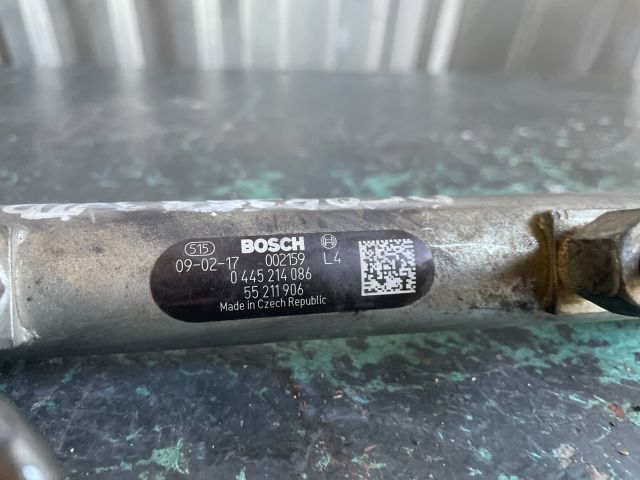 515 BOSCH
09-02-17 002159 L4
0 445 214 086
55 211 906
Made in Czech Republic